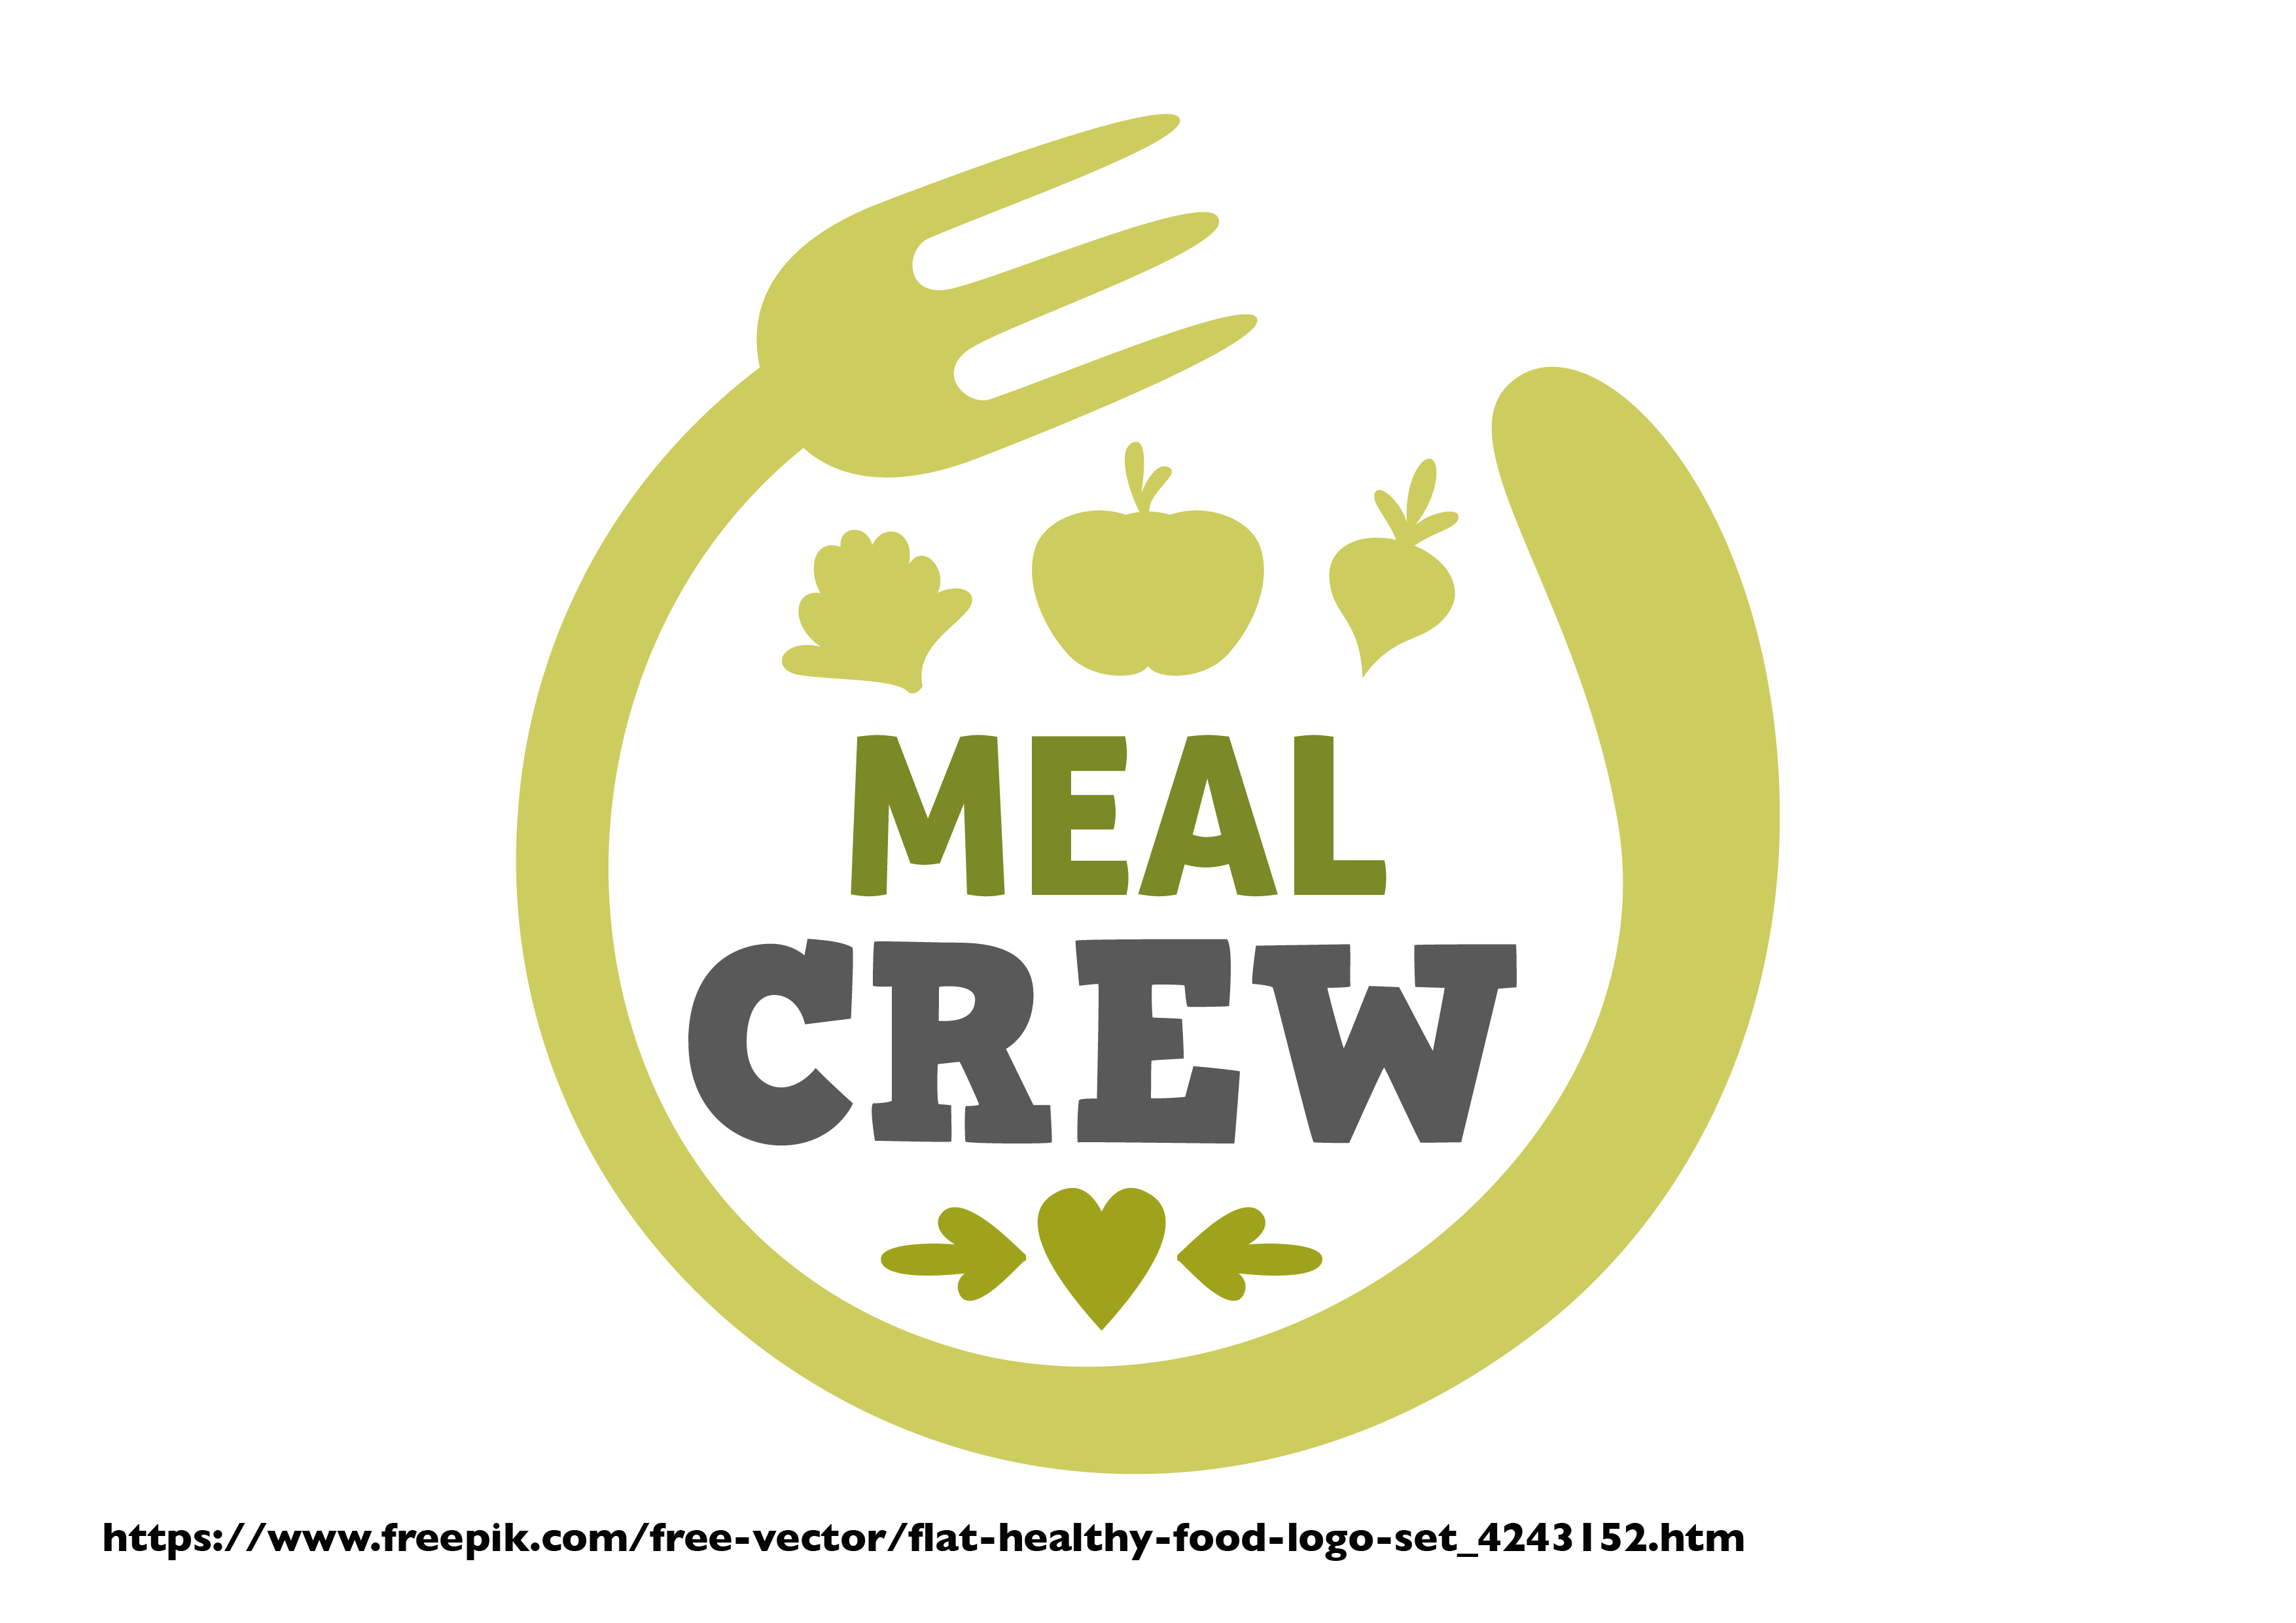 MEAL
CREW
https://www.freepik.com/free-vector/flat-healthy-food-logo-set_4243152.htm